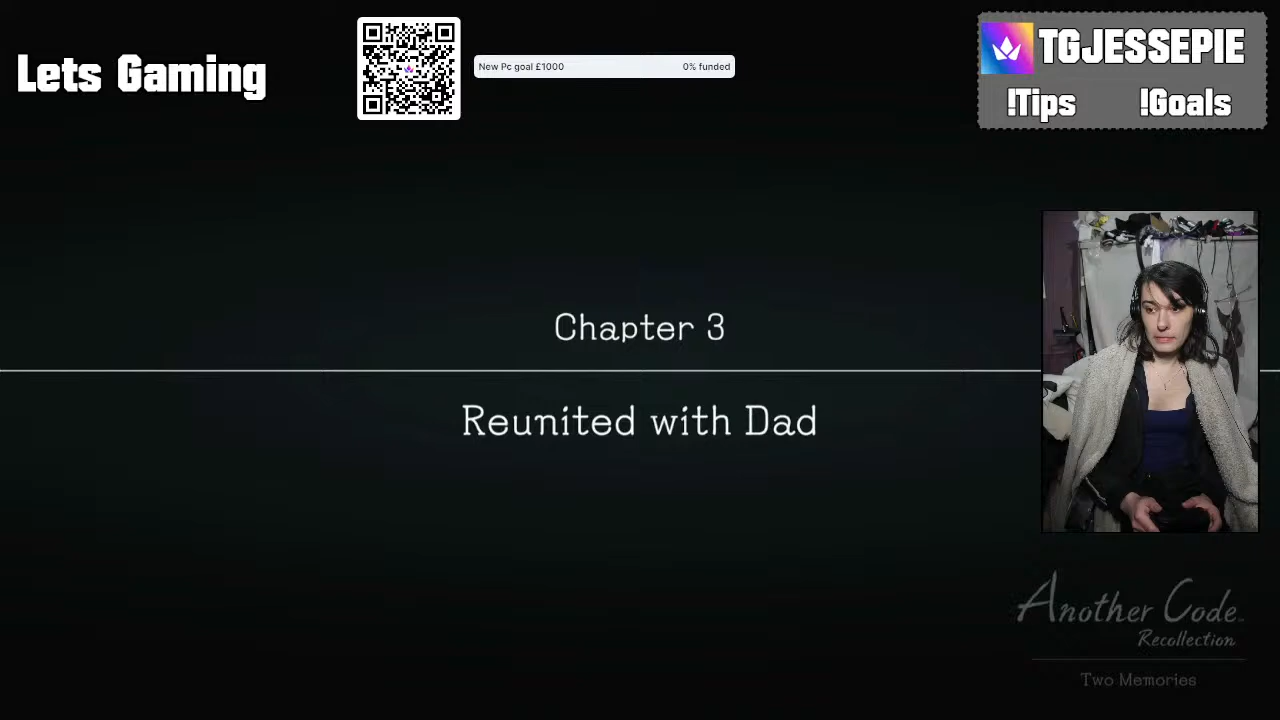 Lets Gaming
New Pc goal £1000
0% funded
TGJESSEPIE
!Tips
!Goals
Chapter 3
Reunited with Dad
Another Code
Recollection
Two Memories